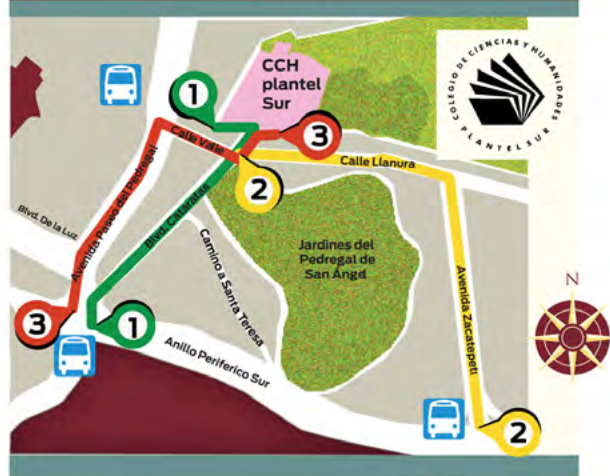 CCH
plantel
Sur
COLEGIO DE CIENCIAS Y HUMANIDADES
PLANTEL SUR
1
3
Calle Valle
2
Calle Llanura
Avenida Paseo del Pedregal
Blvd. De la Luz
Blvd. Cataratas
Camino a Santa Teresa
Jardines del
Pedregal de
San Ángel
Avenida Zacatepetl
N
3
1
Anillo Periferico Sur
2